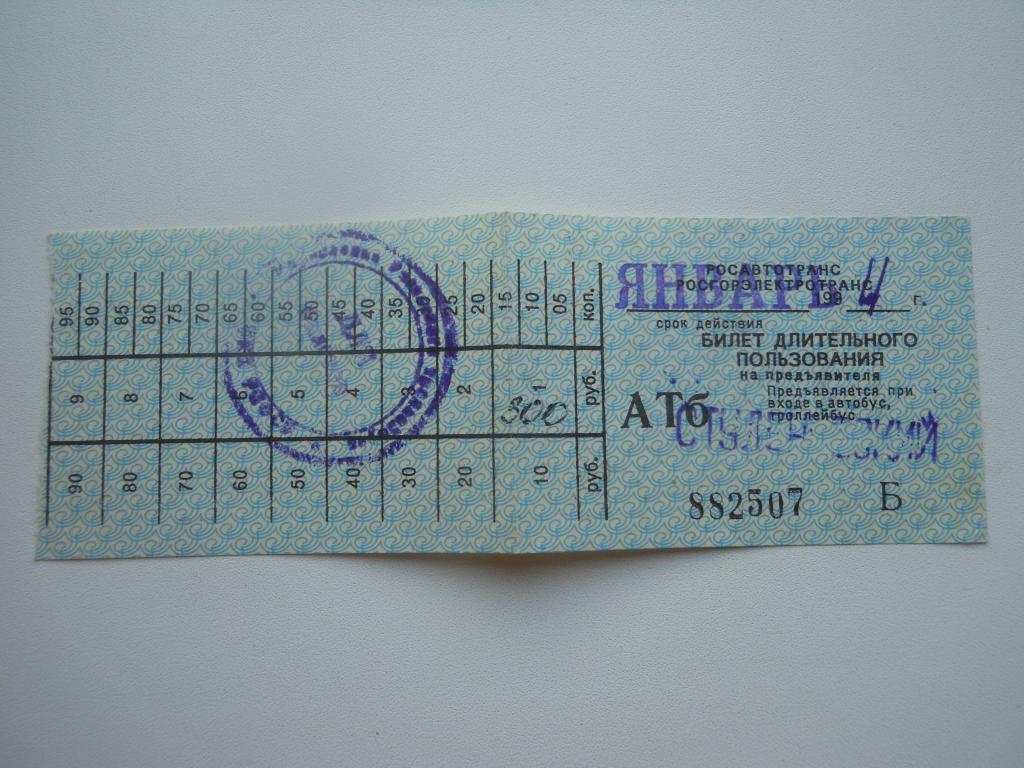 95 90 85 80 75 70 65 60 55 50 45 40 35 25 20 15 10 05 коп.
9 8 7 6 5 4 3 2 1 руб.
300
90 80 70 60 50 40 30 20 10 руб.
ЯНВАРЬ
РОСАВТОТРАНС
РОСГОРЭЛЕКТРОТРАНС
199 4 г.
срок действия
БИЛЕТ ДЛИТЕЛЬНОГО
ПОЛЬЗОВАНИЯ
на предъявителя
Предъявляется при
входе в автобус,
троллейбус
АТб
882507 Б